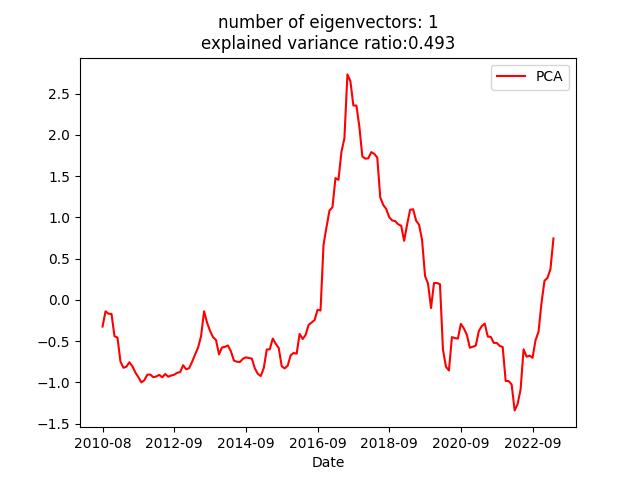 number of eigenvectors: 1
explained variance ratio:0.493
PCA
2.5
2.0
1.5
1.0
0.5
0.0
−0.5
−1.0
−1.5
2010-08 2012-09 2014-09 2016-09 2018-09 2020-09 2022-09
Date